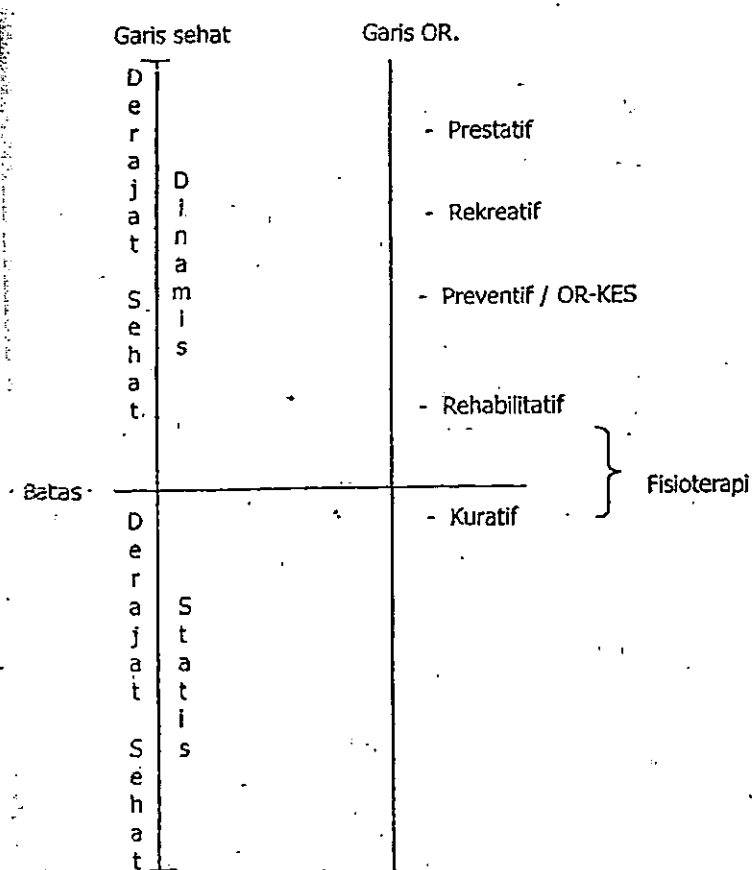 Garis sehat
Garis OR.
Derajat Sehat
Dinamis
- Prestatif
- Rekreatif
- Preventif / OR-KES
- Rehabilitatif
Fisioterapi
Batas
- Kuratif
Derajat Sehat
Statis